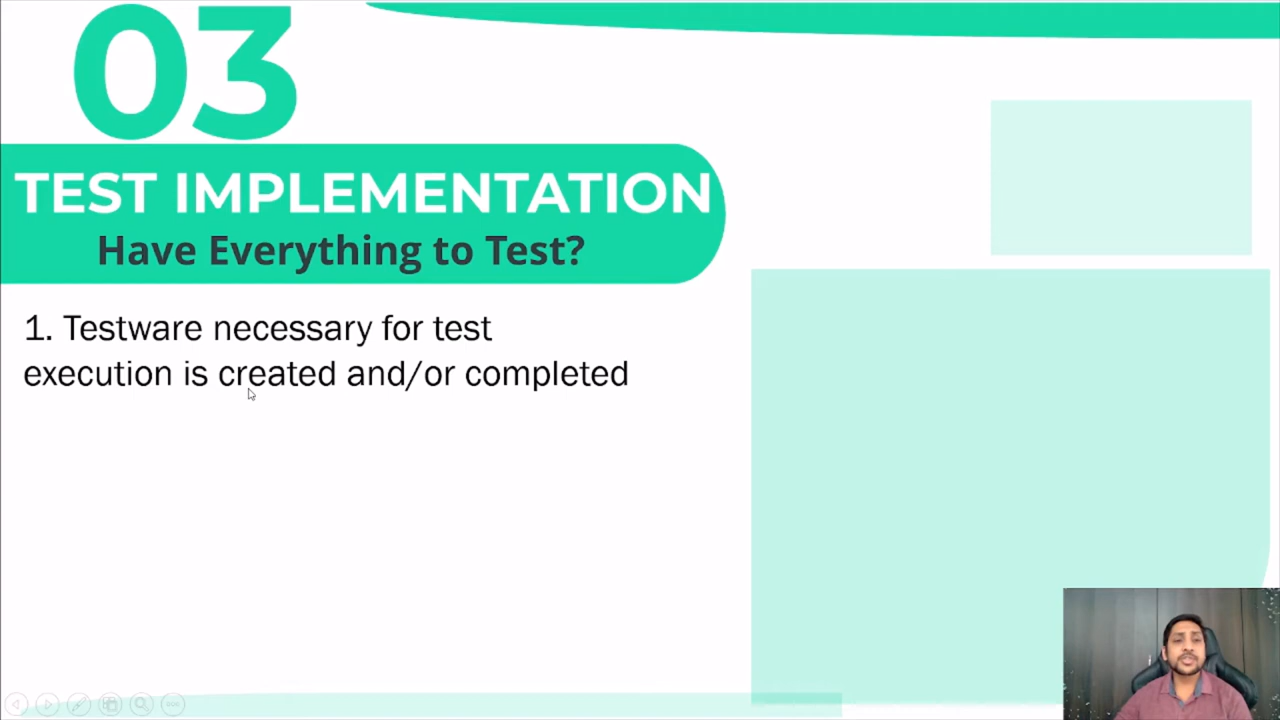 03
TEST IMPLEMENTATION
Have Everything to Test?
1. Testware necessary for test
execution is created and/or completed